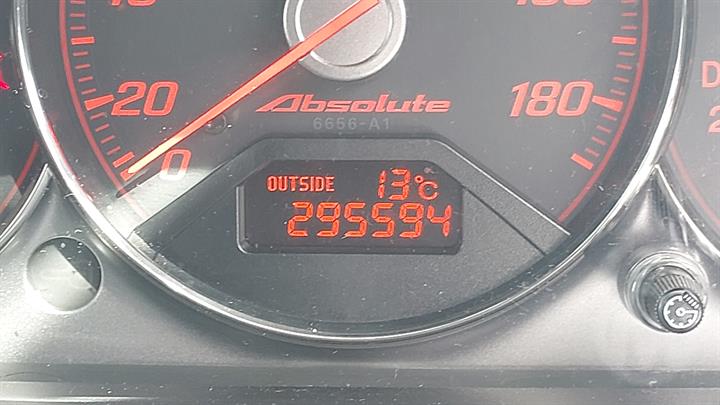 20
0
180
Absolute
6656-A1
OUTSIDE 13°C
295594
D